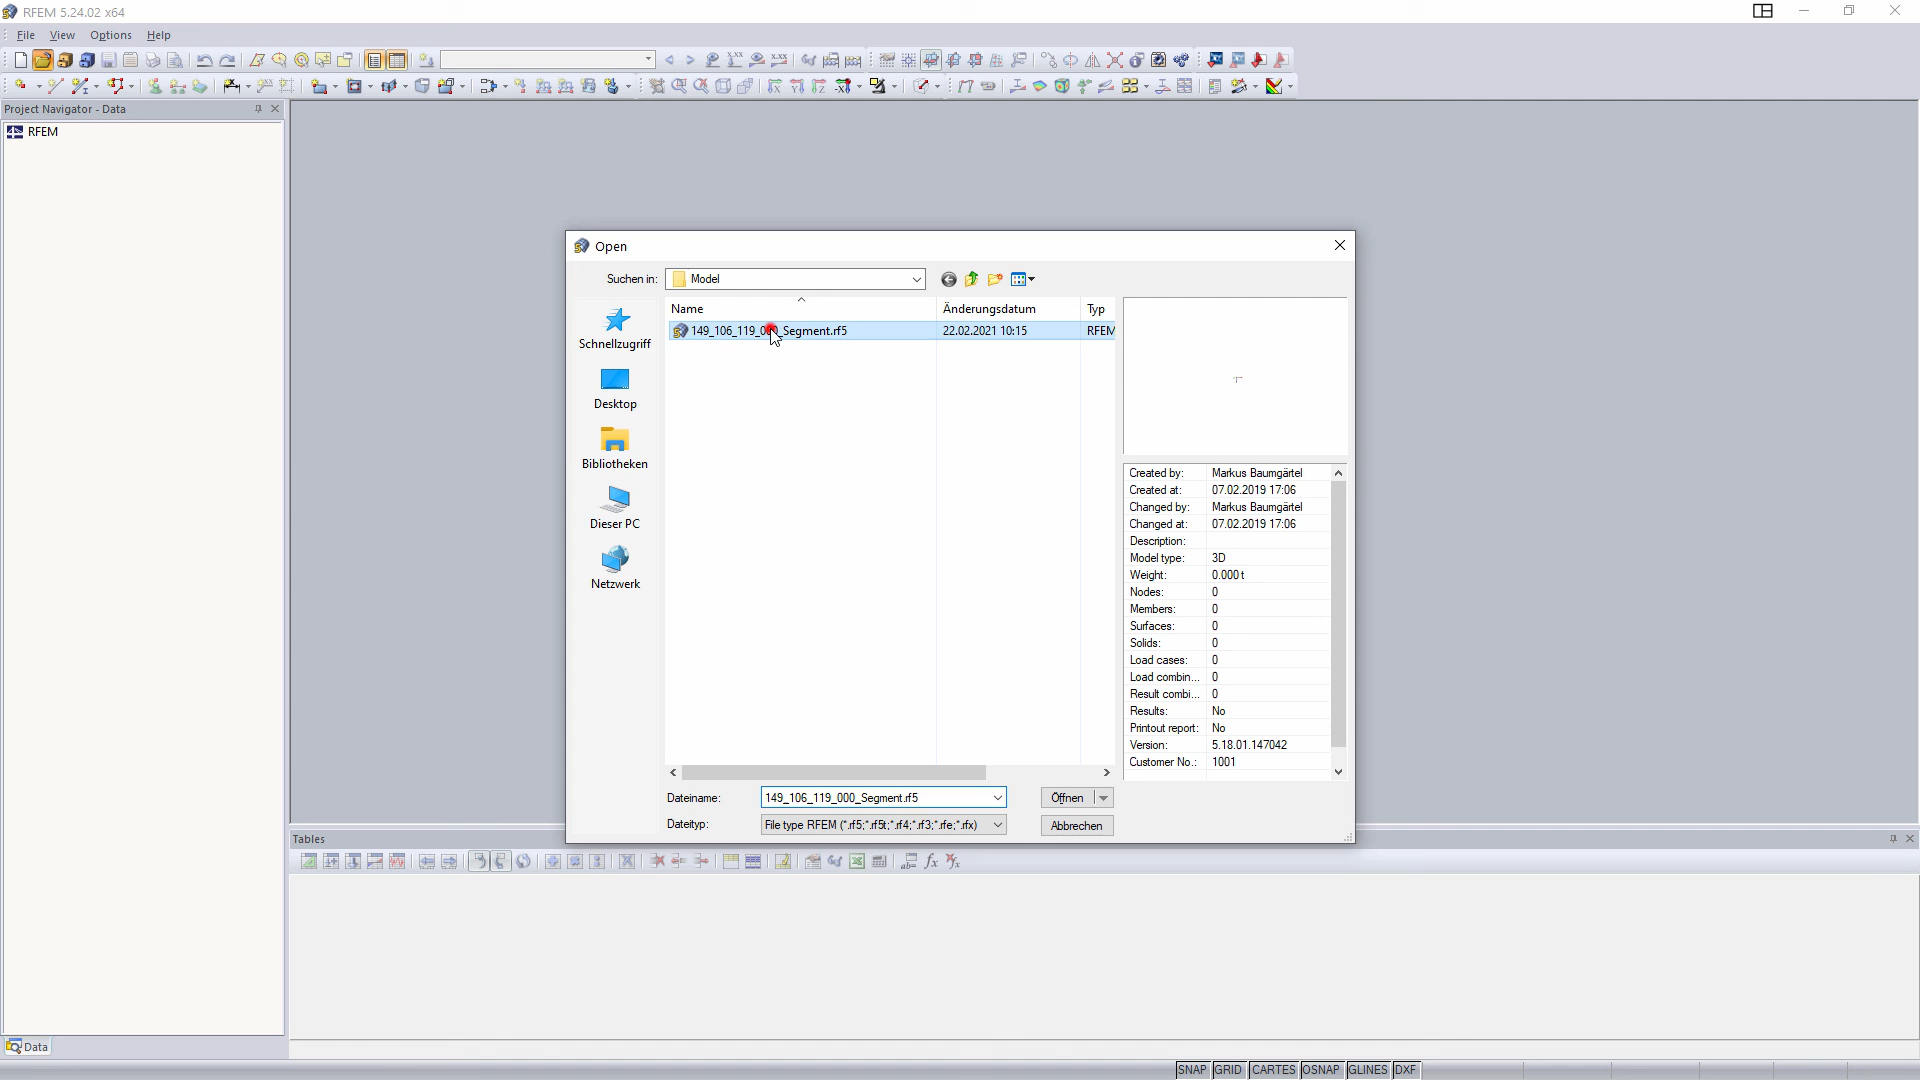 RFEM 5.24.02 x64
File View Options Help
Project Navigator - Data
RFEM
Open
Suchen in: Model
Name Änderungsdatum Typ
149_106_119_000_Segment.rf5 22.02.2021 10:15 RFEM
Schnellzugriff
Desktop
Bibliotheken
Dieser PC
Netzwerk
Created by: Markus Baumgärtel
Created at: 07.02.2019 17:06
Changed by: Markus Baumgärtel
Changed at: 07.02.2019 17:06
Description:
Model type: 3D
Weight: 0.000 t
Nodes: 0
Members: 0
Surfaces: 0
Solids: 0
Load cases: 0
Load combin... 0
Result combi... 0
Results: No
Printout report: No
Version: 5.18.01.147042
Customer No.: 1001
Dateiname: 149_106_119_000_Segment.rf5 Öffnen
Dateityp: File type RFEM (*.rf5;*.rf5t;*.rf4;*.rf3;*.rfe;*.rfx) Abbrechen
Tables
Data
SNAP GRID CARTES OSNAP GLINES DXF